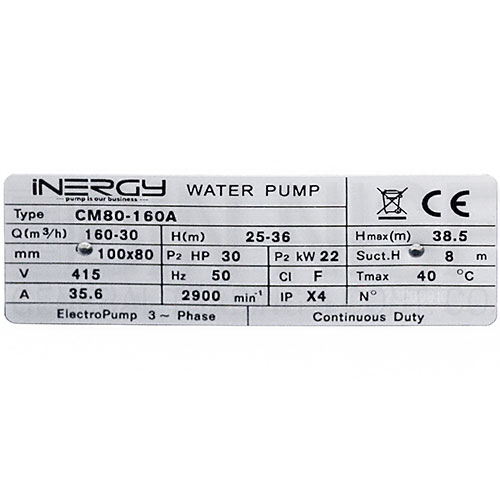 iNERGY WATER PUMP
pump is our business
CE
Type CM80-160A
Q(m³/h) 160-30 H(m) 25-36 Hmax(m) 38.5
mm 100x80 P2 HP 30 P2 kW 22 Suct.H 8 m
V 415 Hz 50 Cl F Tmax 40 °C
A 35.6 2900 min⁻¹ IP X4 N°
ElectroPump 3 ~ Phase Continuous Duty